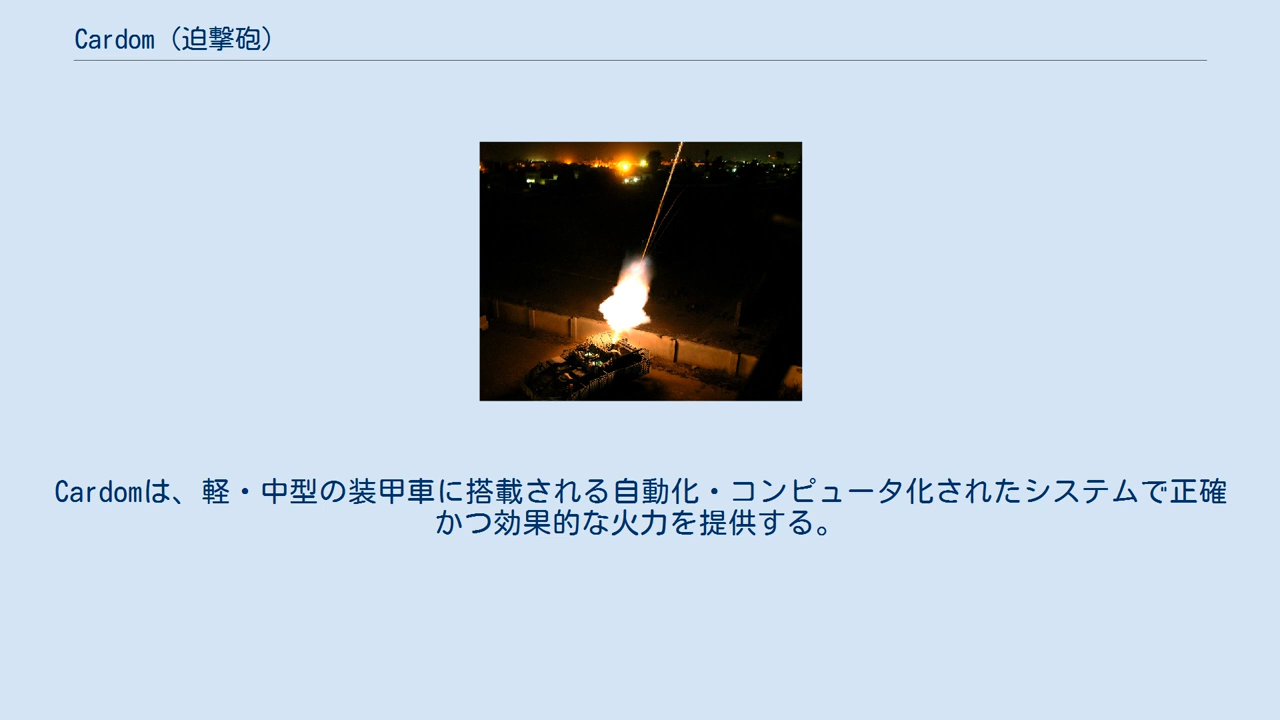 Cardom（迫撃砲）
Cardomは、軽・中型の装甲車に搭載される自動化・コンピュータ化されたシステムで正確
かつ効果的な火力を提供する。